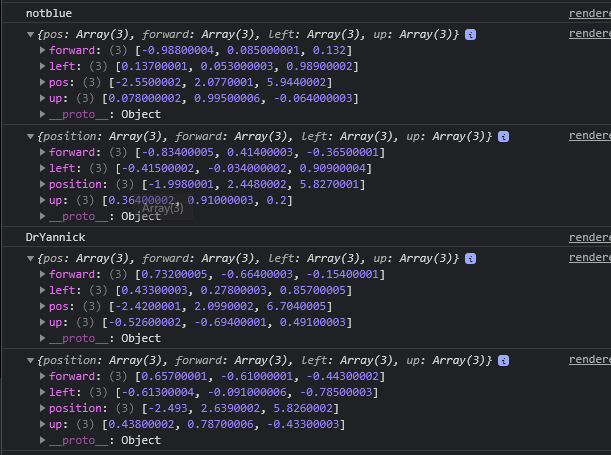 notblue rendere
▼{pos: Array(3), forward: Array(3), left: Array(3), up: Array(3)} i rendere
▶forward: (3) [-0.98800004, 0.085000001, 0.132]
▶left: (3) [0.13701001, 0.053000003, 0.98900002]
▶pos: (3) [-2.5500002, 2.0770001, 5.9440002]
▶up: (3) [0.078000002, 0.99500006, -0.064000003]
▶__proto__: Object
▼{position: Array(3), forward: Array(3), left: Array(3), up: Array(3)} i rendere
▶forward: (3) [-0.83400005, 0.41400003, -0.36500001]
▶left: (3) [-0.41500002, -0.034000002, 0.90900004]
▶position: (3) [-1.9980001, 2.4480002, 5.8270001]
▶up: (3) [0.36400002, 0.91000003, 0.2]
Array(3)
▶__proto__: Object
DrYannick rendere
▼{pos: Array(3), forward: Array(3), left: Array(3), up: Array(3)} i rendere
▶forward: (3) [0.73200005, -0.66400003, -0.15400001]
▶left: (3) [0.43300003, 0.27800003, 0.85700005]
▶pos: (3) [-2.4200001, 2.0990002, 6.7040005]
▶up: (3) [-0.52600002, -0.69400001, 0.49100003]
▶__proto__: Object
▼{position: Array(3), forward: Array(3), left: Array(3), up: Array(3)} i rendere
▶forward: (3) [0.65700001, -0.61000001, -0.44300002]
▶left: (3) [-0.61300004, -0.091000006, -0.78500003]
▶position: (3) [-2.493, 2.6390002, 5.8260002]
▶up: (3) [0.43802002, 0.78700006, -0.43300003]
▶__proto__: Object